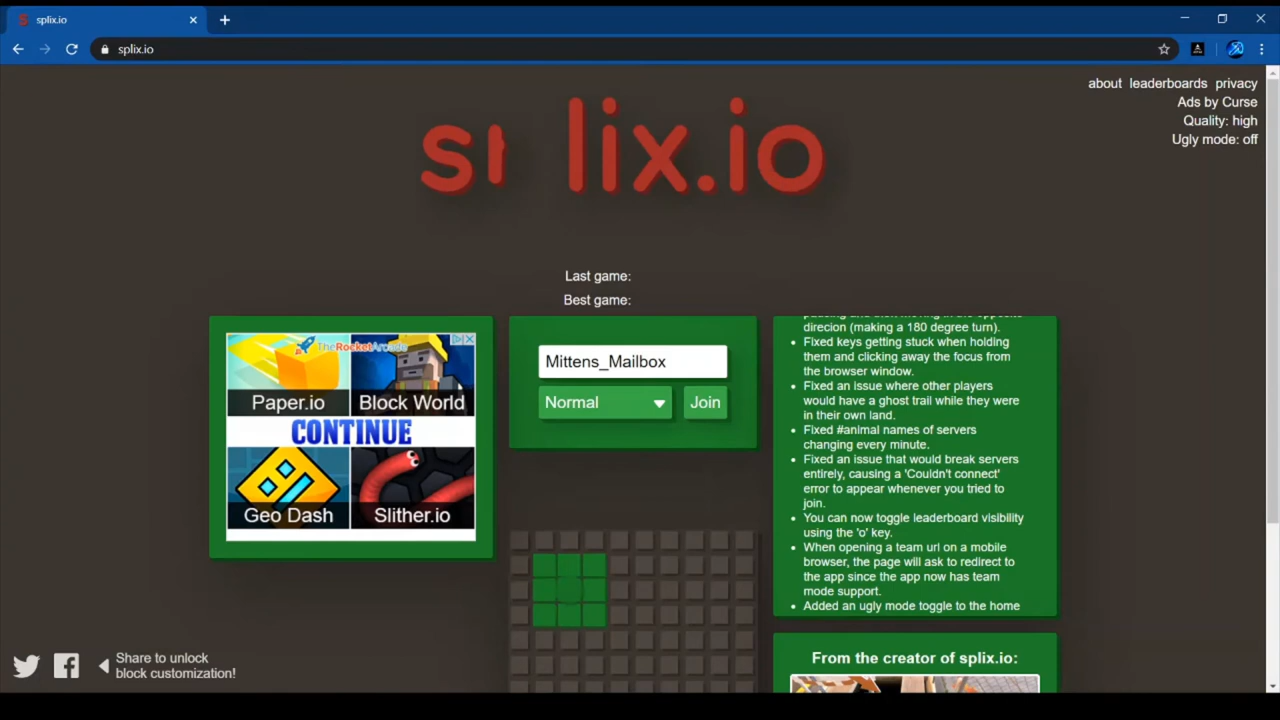 splix.io
splix.io
about leaderboards privacy
Ads by Curse
Quality: high
Ugly mode: off
splix.io
Last game:
Best game:
TheRocketArcade
Paper.io
Block World
CONTINUE
Geo Dash
Slither.io
Mittens_Mailbox
Normal
Join
direcion (making a 180 degree turn).
• Fixed keys getting stuck when holding
them and clicking away the focus from
the browser window.
• Fixed an issue where other players
would have a ghost trail while they were
in their own land.
• Fixed #animal names of servers
changing every minute.
• Fixed an issue that would break servers
entirely, causing a 'Couldn't connect'
error to appear whenever you tried to
join.
• You can now toggle leaderboard visibility
using the 'o' key.
• When opening a team url on a mobile
browser, the page will ask to redirect to
the app since the app now has team
mode support.
• Added an ugly mode toggle to the home
From the creator of splix.io:
Share to unlock
block customization!